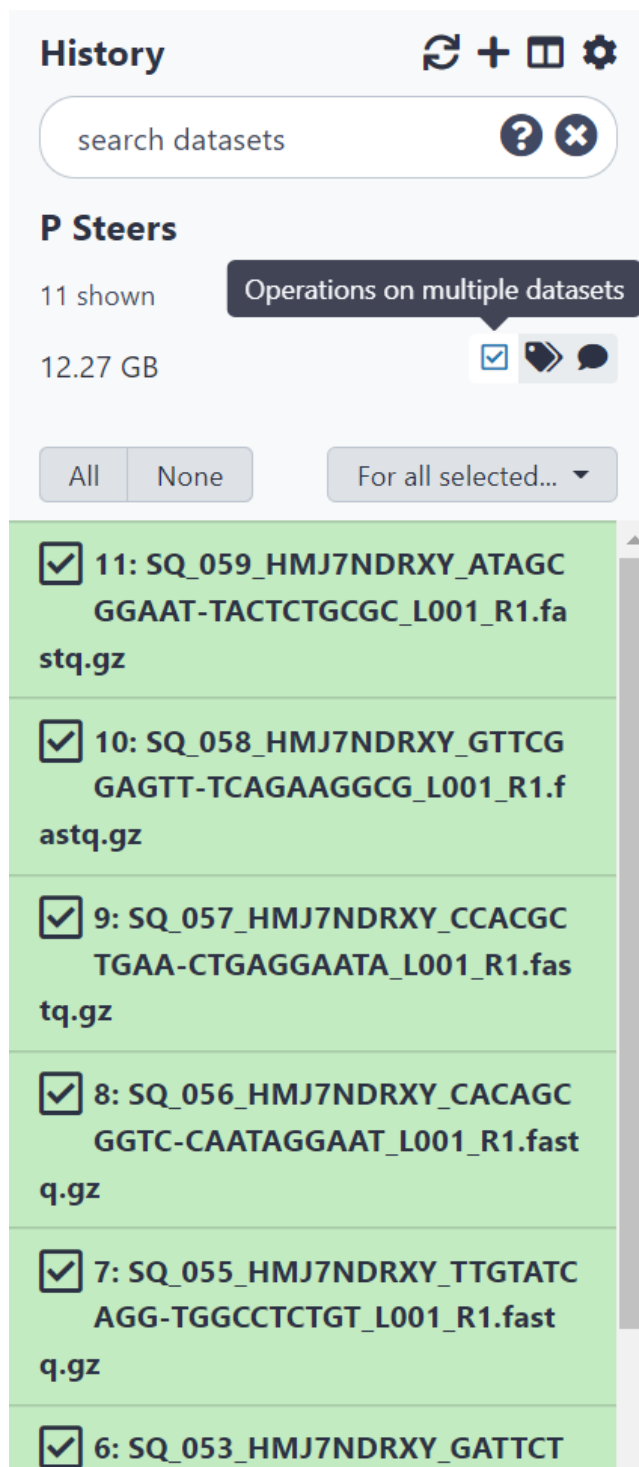 History
search datasets
P Steers
11 shown
Operations on multiple datasets
12.27 GB
All None For all selected...
11: SQ_059_HMJ7NDRXY_ATAGC
GGAAT-TACTCTGCGC_L001_R1.fa
stq.gz
10: SQ_058_HMJ7NDRXY_GTTCG
GAGTT-TCAGAAGGCG_L001_R1.f
astq.gz
9: SQ_057_HMJ7NDRXY_CCACGC
TGAA-CTGAGGAATA_L001_R1.fas
tq.gz
8: SQ_056_HMJ7NDRXY_CACAGC
GGTC-CAATAGGAAT_L001_R1.fast
q.gz
7: SQ_055_HMJ7NDRXY_TTGTATC
AGG-TGGCCTCTGT_L001_R1.fast
q.gz
6: SQ_053_HMJ7NDRXY_GATTCT